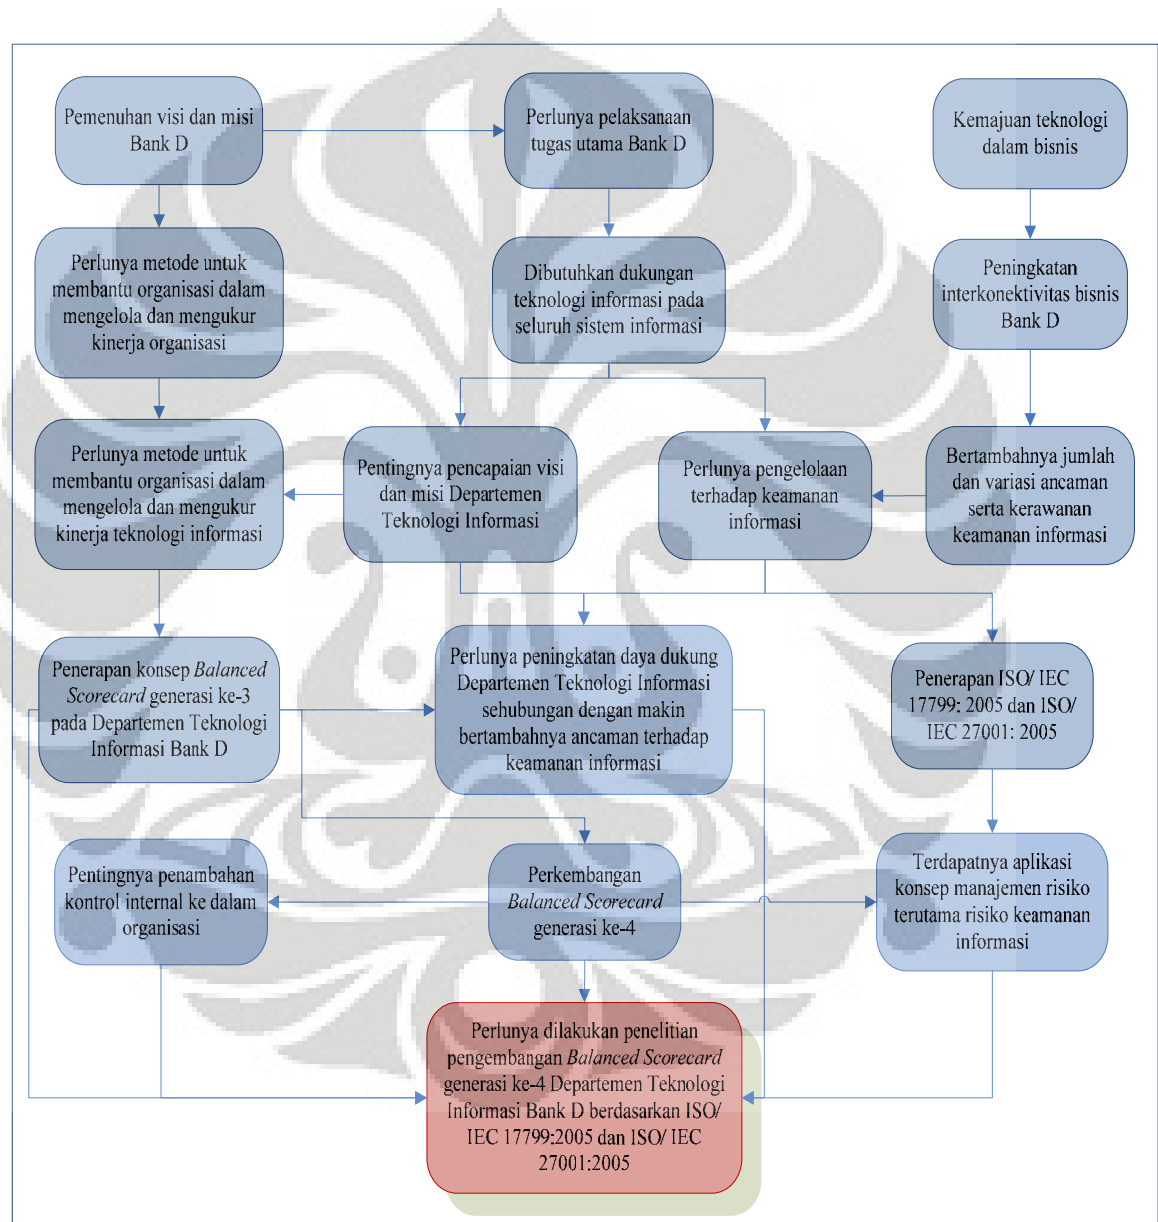 Pemenuhan visi dan misi
Bank D
Perlunya pelaksanaan
tugas utama Bank D
Kemajuan teknologi
dalam bisnis
Perlunya metode untuk
membantu organisasi dalam
mengelola dan mengukur
kinerja organisasi
Dibutuhkan dukungan
teknologi informasi pada
seluruh sistem informasi
Peningkatan
interkonektivitas bisnis
Bank D
Perlunya metode untuk
membantu organisasi dalam
mengelola dan mengukur
kinerja teknologi informasi
Pentingnya pencapaian visi
dan misi Departemen
Teknologi Informasi
Perlunya pengelolaan
terhadap keamanan
informasi
Bertambahnya jumlah
dan variasi ancaman
serta kerawanan
keamanan informasi
Penerapan konsep Balanced
Scorecard generasi ke-3
pada Departemen Teknologi
Informasi Bank D
Perlunya peningkatan daya dukung
Departemen Teknologi Informasi
sehubungan dengan makin
bertambahnya ancaman terhadap
keamanan informasi
Penerapan ISO/ IEC
17799: 2005 dan ISO/
IEC 27001: 2005
Pentingnya penambahan
kontrol internal ke dalam
organisasi
Perkembangan
Balanced Scorecard
generasi ke-4
Terdapatnya aplikasi
konsep manajemen risiko
terutama risiko keamanan
informasi
Perlunya dilakukan penelitian
pengembangan Balanced Scorecard
generasi ke-4 Departemen Teknologi
Informasi Bank D berdasarkan ISO/
IEC 17799:2005 dan ISO/ IEC
27001:2005